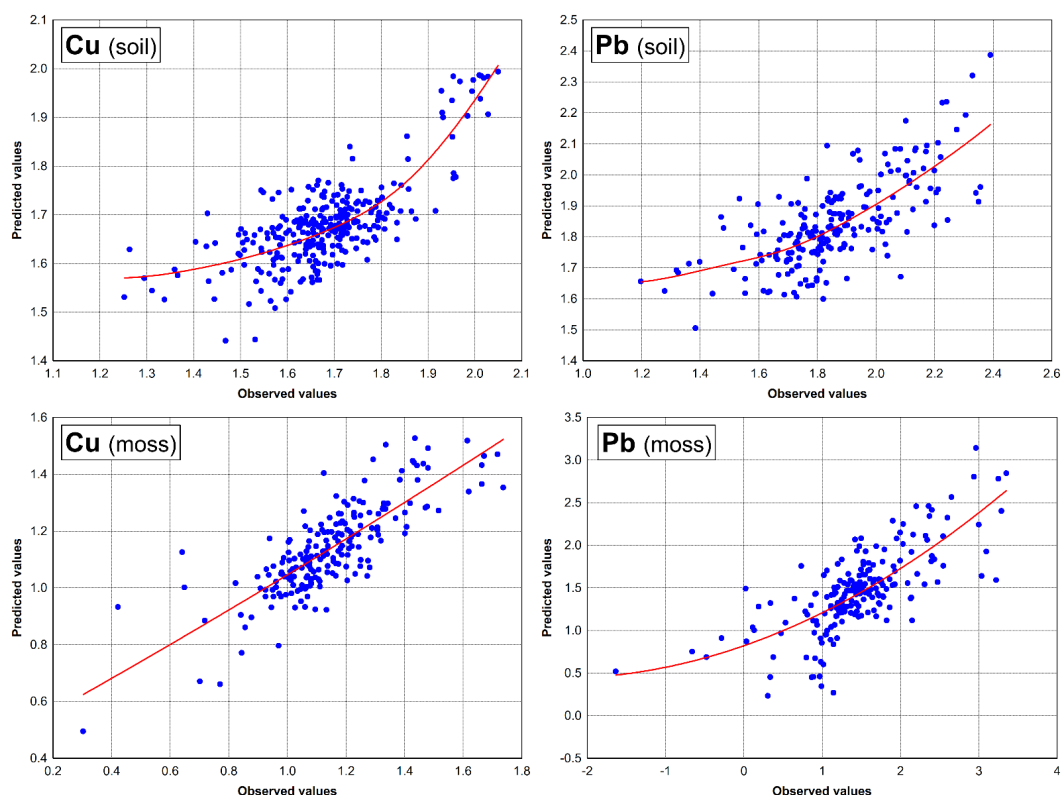 Cu (soil)
Predicted values
2.1
2.0
1.9
1.8
1.7
1.6
1.5
1.4
1.1 1.2 1.3 1.4 1.5 1.6 1.7 1.8 1.9 2.0 2.1
Observed values
Pb (soil)
Predicted values
2.5
2.4
2.3
2.2
2.1
2.0
1.9
1.8
1.7
1.6
1.5
1.4
1.0 1.2 1.4 1.6 1.8 2.0 2.2 2.4 2.6
Observed values
Cu (moss)
Predicted values
1.6
1.4
1.2
1.0
0.8
0.6
0.4
0.2 0.4 0.6 0.8 1.0 1.2 1.4 1.6 1.8
Observed values
Pb (moss)
Predicted values
3.5
3.0
2.5
2.0
1.5
1.0
0.5
0.0
-0.5
-2 -1 0 1 2 3 4
Observed values